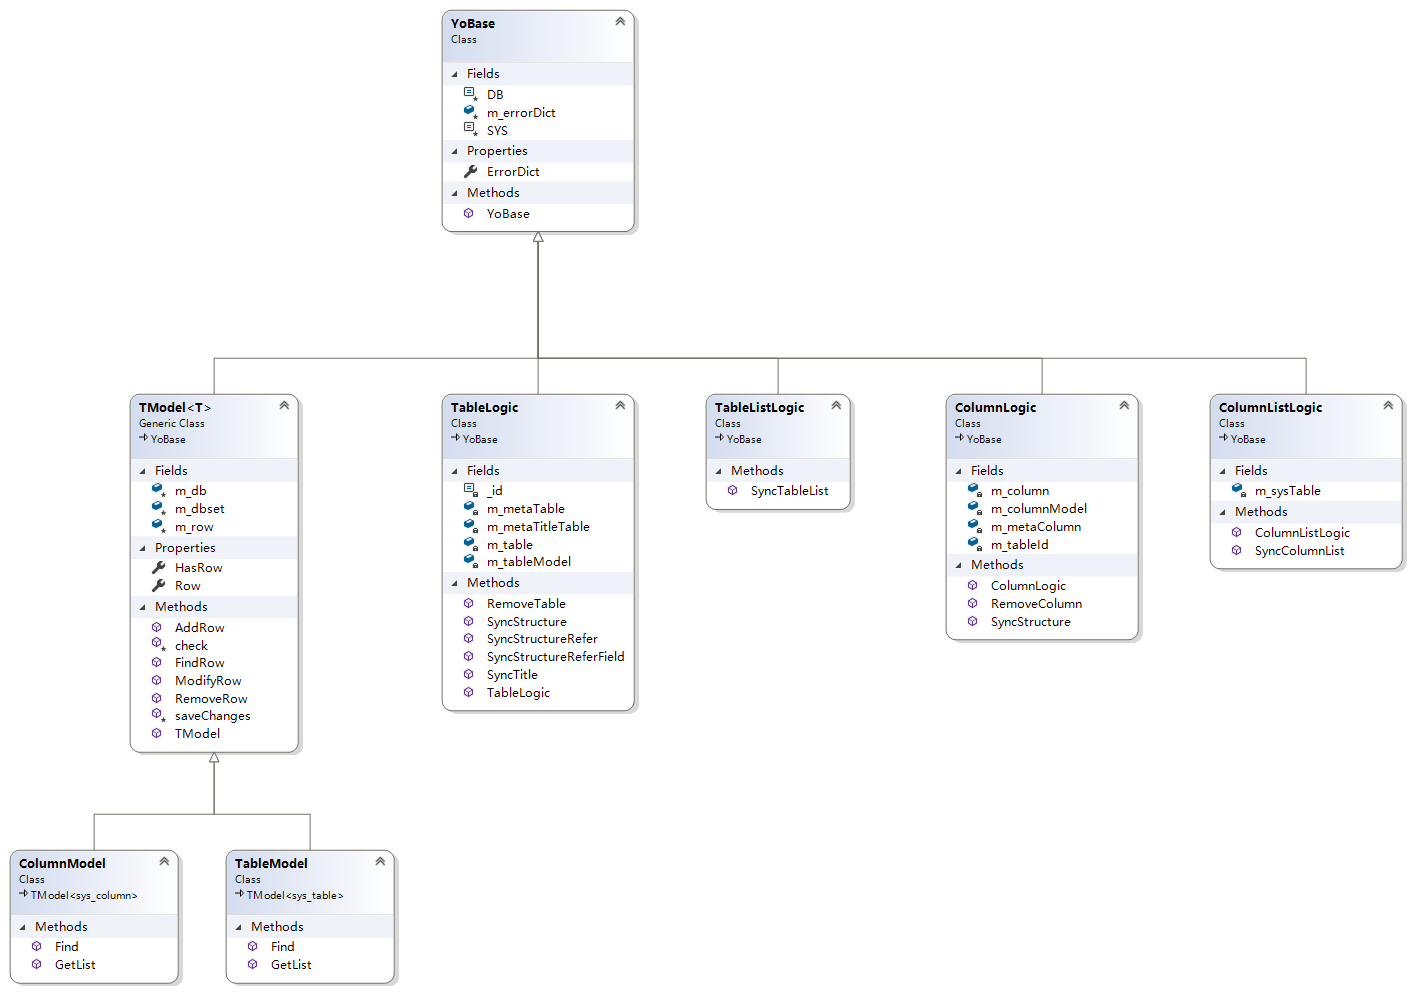 YoBase
Class
Fields
DB
m_errorDict
SYS
Properties
ErrorDict
Methods
YoBase
TModel<T>
Generic Class
YoBase
Fields
m_db
m_dbset
m_row
Properties
HasRow
Row
Methods
AddRow
check
FindRow
ModifyRow
RemoveRow
saveChanges
TModel
TableLogic
Class
YoBase
Fields
_id
m_metaTable
m_metaTitleTable
m_table
m_tableModel
Methods
RemoveTable
SyncStructure
SyncStructureRefer
SyncStructureReferField
SyncTitle
TableLogic
TableListLogic
Class
YoBase
Methods
SyncTableList
ColumnLogic
Class
YoBase
Fields
m_column
m_columnModel
m_metaColumn
m_tableId
Methods
ColumnLogic
RemoveColumn
SyncStructure
ColumnListLogic
Class
YoBase
Fields
m_sysTable
Methods
ColumnListLogic
SyncColumnList
ColumnModel
Class
TModel<sys_column>
Methods
Find
GetList
TableModel
Class
TModel<sys_table>
Methods
Find
GetList